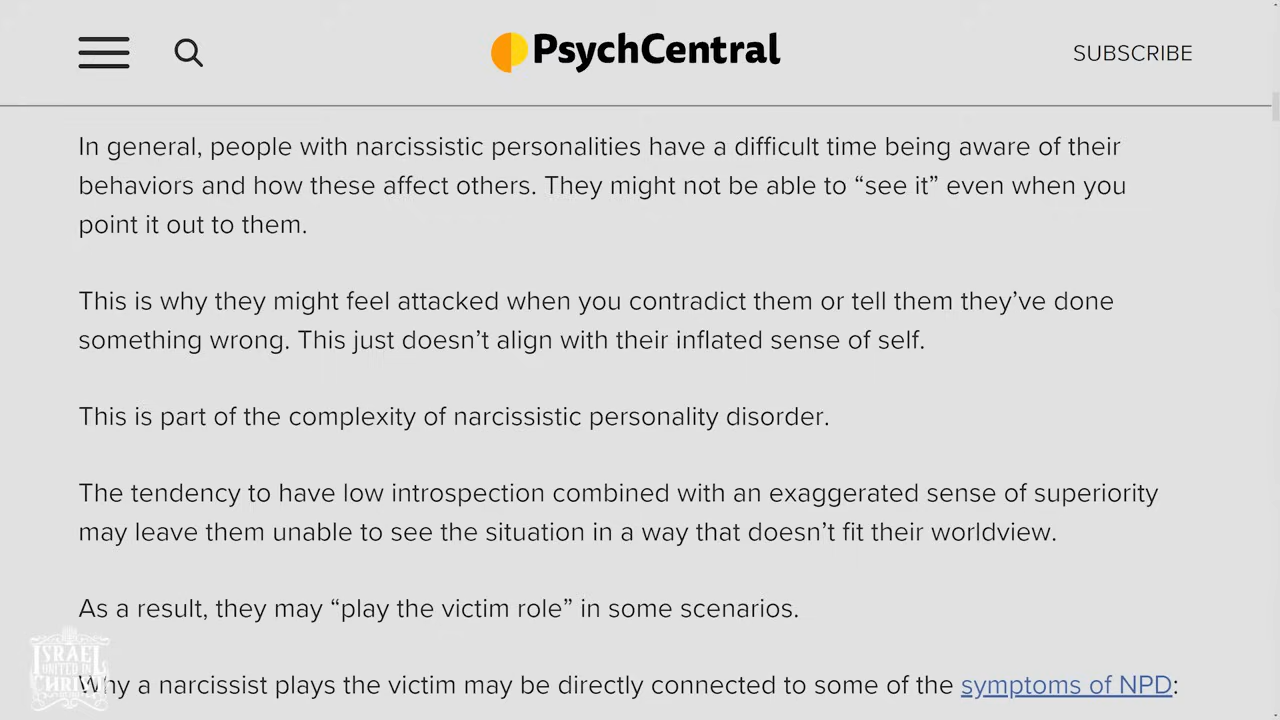 PsychCentral
SUBSCRIBE
In general, people with narcissistic personalities have a difficult time being aware of their
behaviors and how these affect others. They might not be able to “see it” even when you
point it out to them.
This is why they might feel attacked when you contradict them or tell them they’ve done
something wrong. This just doesn’t align with their inflated sense of self.
This is part of the complexity of narcissistic personality disorder.
The tendency to have low introspection combined with an exaggerated sense of superiority
may leave them unable to see the situation in a way that doesn’t fit their worldview.
As a result, they may “play the victim role” in some scenarios.
ISRAEL
UNITED IN
CHRIST
Why a narcissist plays the victim may be directly connected to some of the symptoms of NPD: